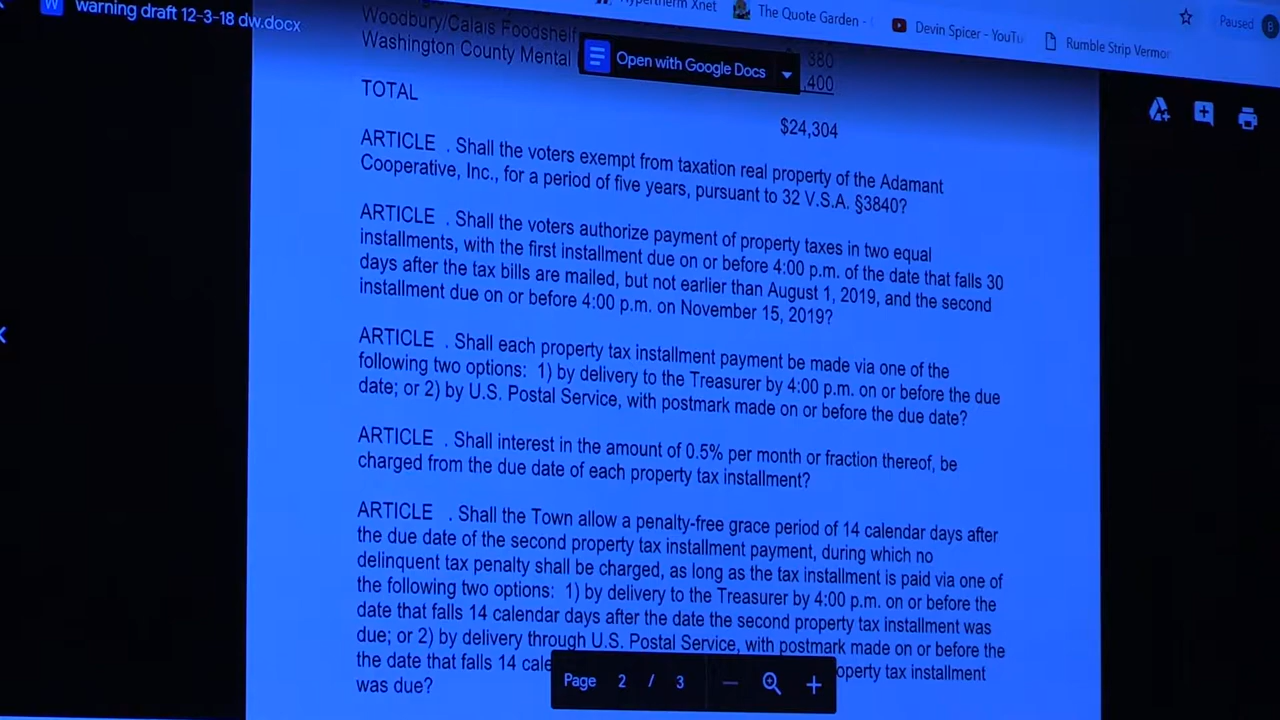 warning draft 12-3-18 dw.docx
Xnet
The Quote Garden -
Devin Spicer - YouTu
Rumble Strip Vermor
Paused
B
Woodbury/Calais Foodshelf
380
Washington County Mental
Open with Google Docs
400
TOTAL
$24,304
ARTICLE . Shall the voters exempt from taxation real property of the Adamant
Cooperative, Inc., for a period of five years, pursuant to 32 V.S.A. §3840?
ARTICLE . Shall the voters authorize payment of property taxes in two equal
installments, with the first installment due on or before 4:00 p.m. of the date that falls 30
days after the tax bills are mailed, but not earlier than August 1, 2019, and the second
installment due on or before 4:00 p.m. on November 15, 2019?
ARTICLE . Shall each property tax installment payment be made via one of the
following two options: 1) by delivery to the Treasurer by 4:00 p.m. on or before the due
date; or 2) by U.S. Postal Service, with postmark made on or before the due date?
ARTICLE . Shall interest in the amount of 0.5% per month or fraction thereof, be
charged from the due date of each property tax installment?
ARTICLE . Shall the Town allow a penalty-free grace period of 14 calendar days after
the due date of the second property tax installment payment, during which no
delinquent tax penalty shall be charged, as long as the tax installment is paid via one of
the following two options: 1) by delivery to the Treasurer by 4:00 p.m. on or before the
date that falls 14 calendar days after the date the second property tax installment was
due; or 2) by delivery through U.S. Postal Service, with postmark made on or before the
the date that falls 14 cale
operty tax installment
was due?
Page 2 / 3